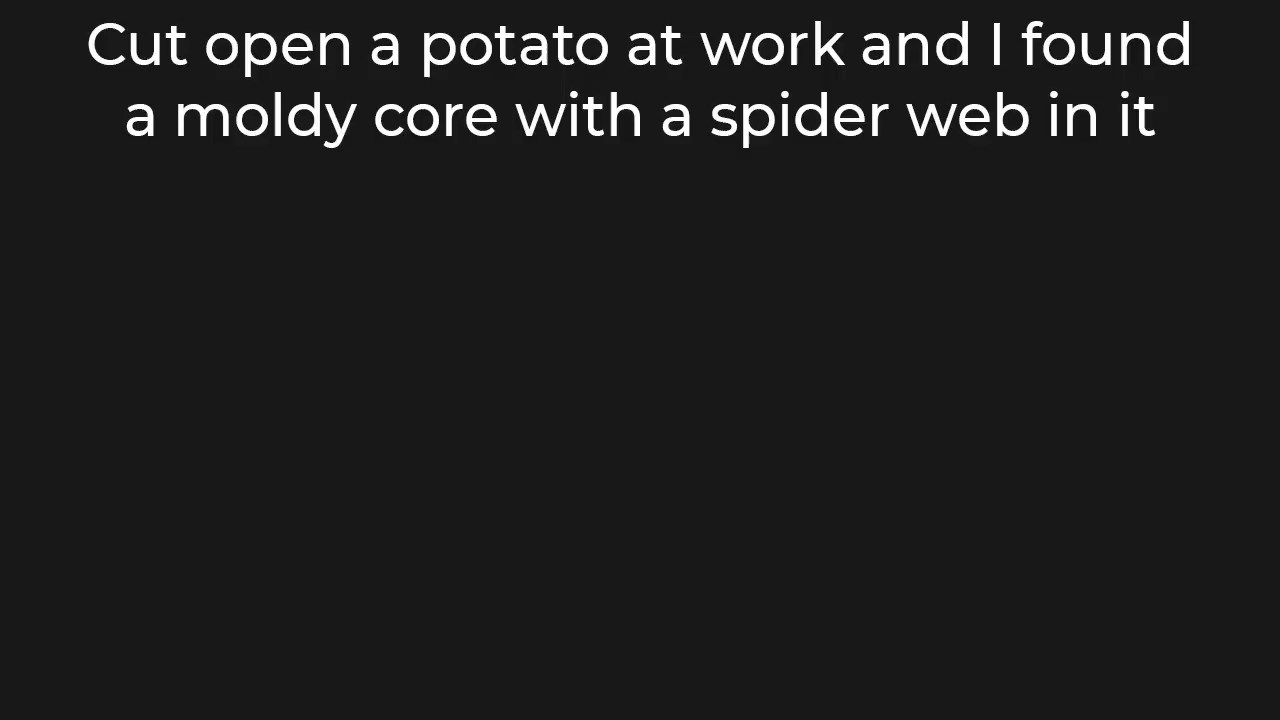 Cut open a potato at work and I found
a moldy core with a spider web in it